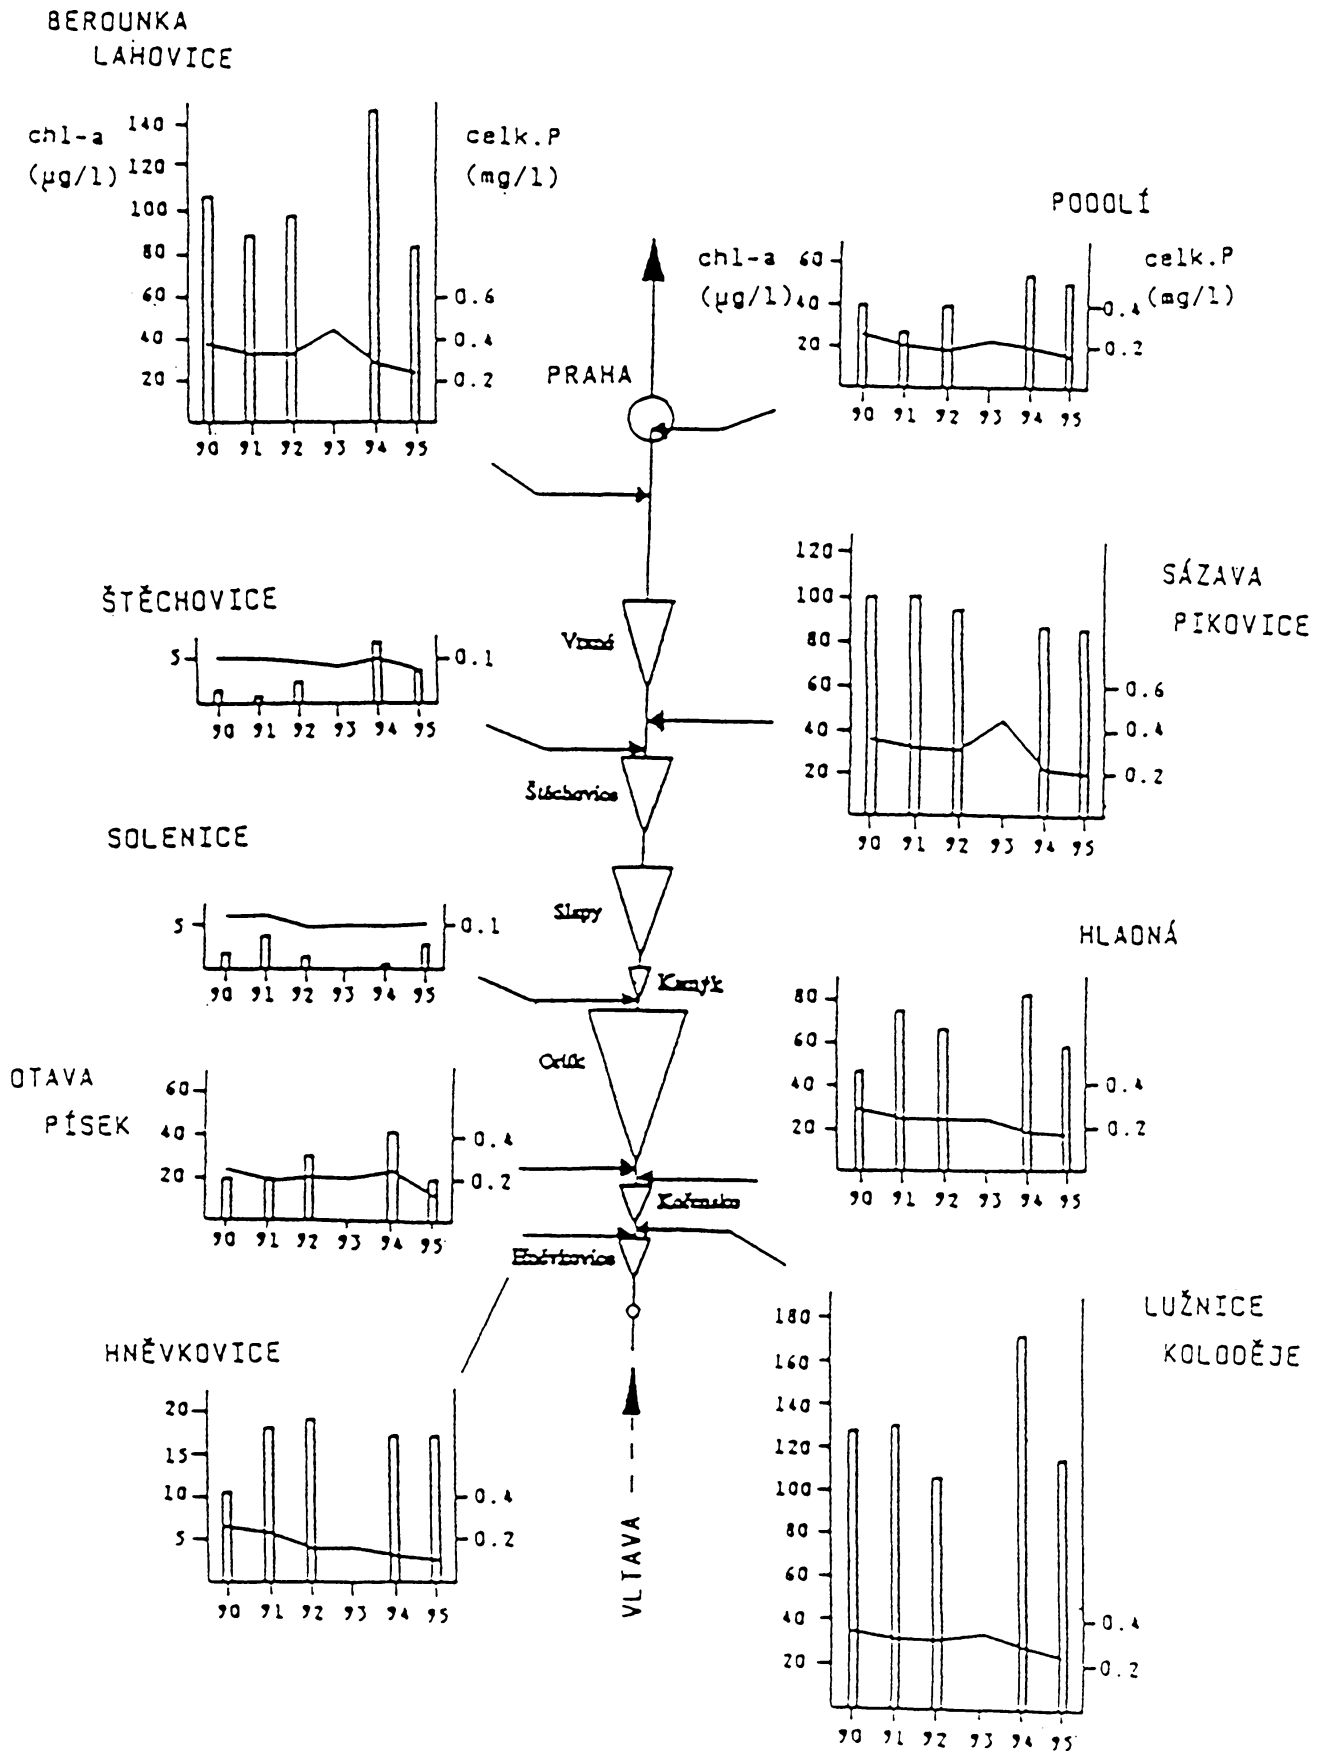 BEROUNKA
LAHOVICE
chl-a
(µg/l)
140
120
100
80
60
40
20
celk.P
(mg/l)
0.6
0.4
0.2
90 91 92 93 94 95
PODOLÍ
chl-a
(µg/l)
60
40
20
celk.P
(mg/l)
0.4
0.2
90 91 92 93 94 95
PRAHA
ŠTĚCHOVICE
5
0.1
90 91 92 93 94 95
Vrané
SÁZAVA
PIKOVICE
120
100
80
60
40
20
0.6
0.4
0.2
90 91 92 93 94 95
Štěchovice
SOLENICE
5
0.1
90 91 92 93 94 95
Slapy
Kamýk
HLADNÁ
80
60
40
20
0.4
0.2
90 91 92 93 94 95
Orlík
OTAVA
PÍSEK
60
40
20
0.4
0.2
90 91 92 93 94 95
Kořensko
Hněvkovice
HNĚVKOVICE
20
15
10
5
0.4
0.2
90 91 92 93 94 95
VLTAVA
LUŽNICE
KOLODĚJE
180
160
140
120
100
80
60
40
20
0.4
0.2
90 91 92 93 94 95